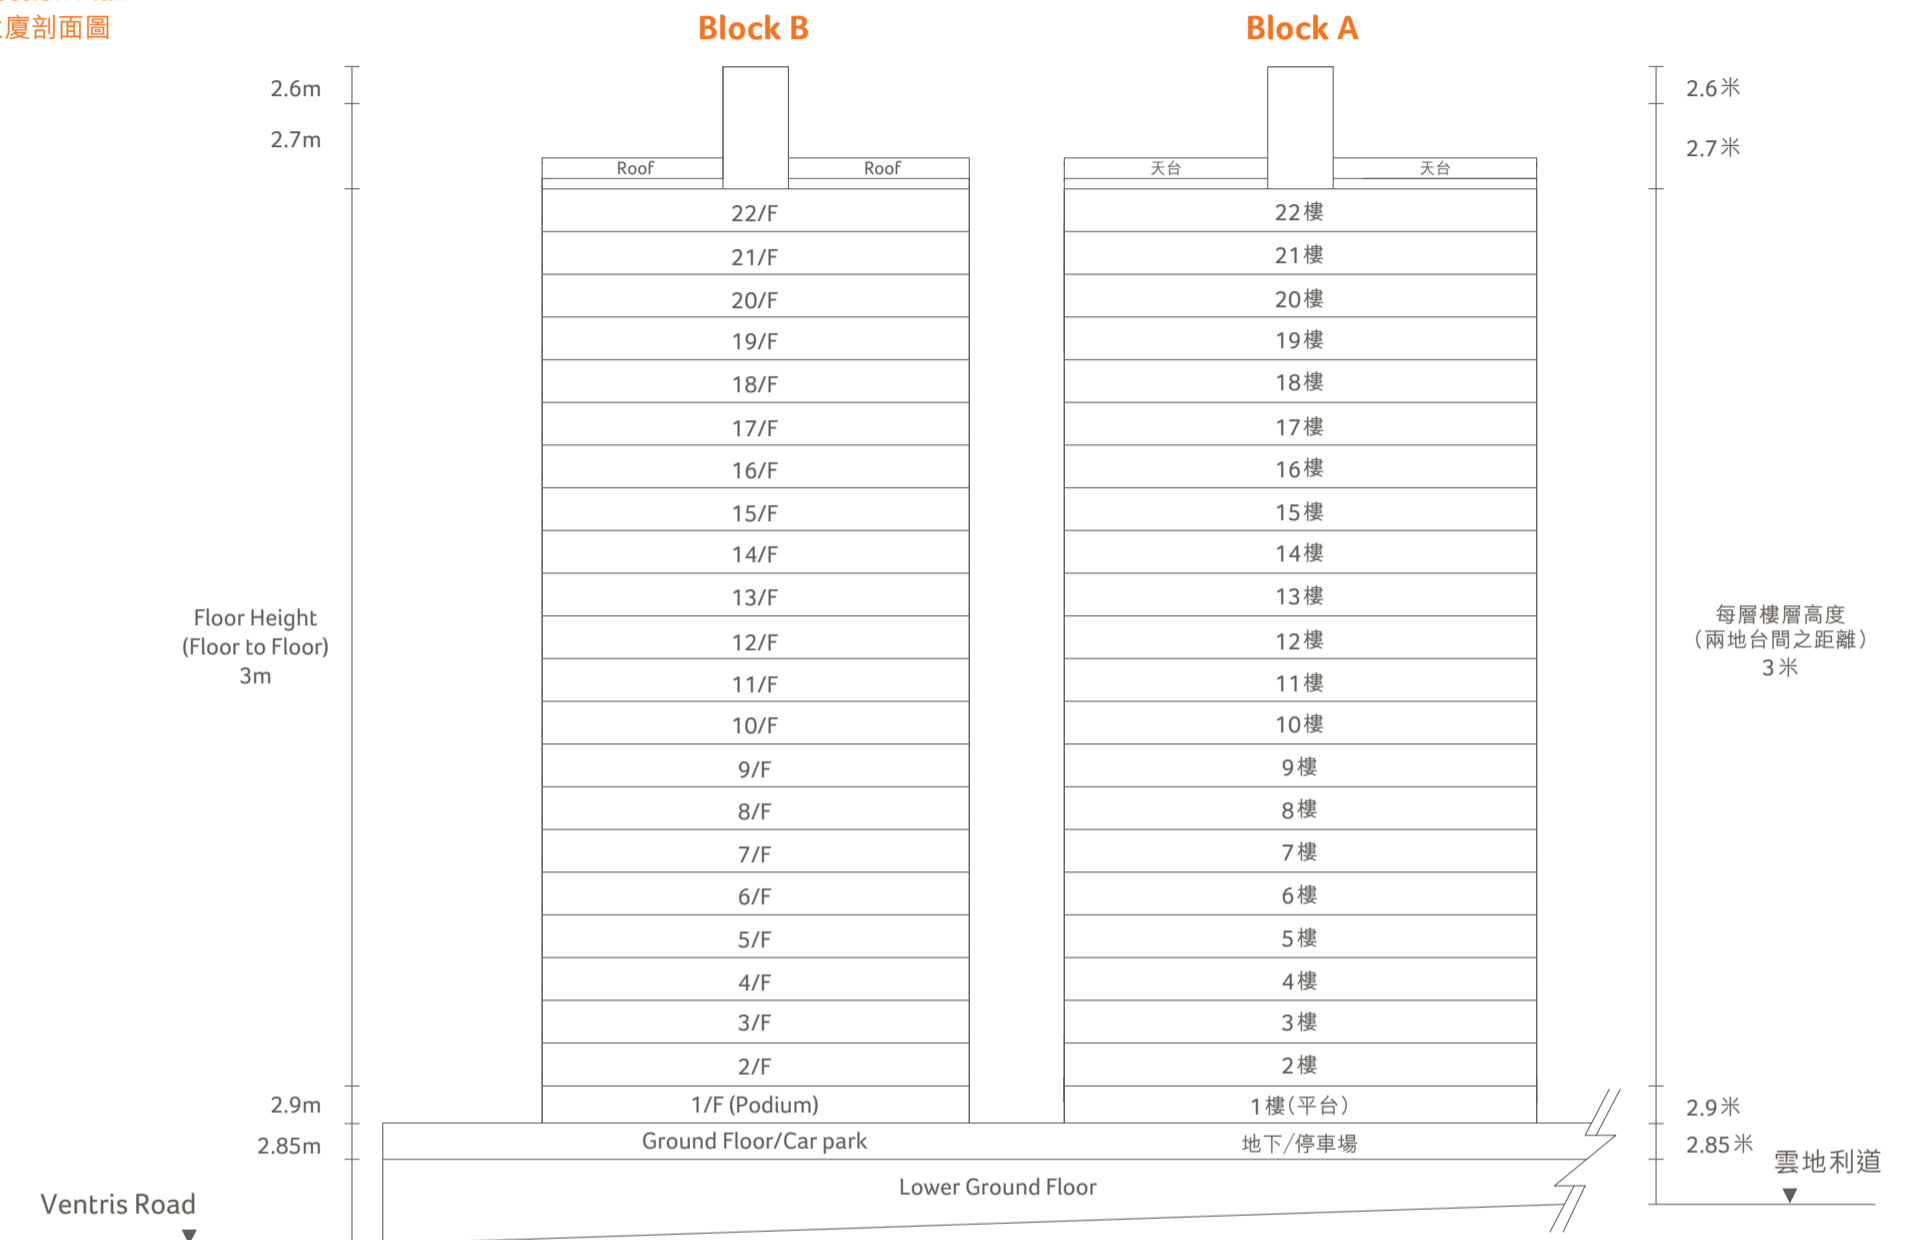 廈剖面圖
Block B
Block A
2.6m
2.6米
2.7m
2.7米
Roof
Roof
天台
天台
22/F
22樓
21/F
21樓
20/F
20樓
19/F
19樓
18/F
18樓
17/F
17樓
16/F
16樓
15/F
15樓
14/F
14樓
13/F
13樓
12/F
12樓
11/F
11樓
10/F
10樓
9/F
9樓
8/F
8樓
7/F
7樓
6/F
6樓
5/F
5樓
4/F
4樓
3/F
3樓
2/F
2樓
Floor Height
(Floor to Floor)
3m
每層樓層高度
（兩地台間之距離）
3米
2.9m
1/F (Podium)
1樓（平台）
2.9米
2.85m
Ground Floor/Car park
地下/停車場
2.85米
雲地利道
Lower Ground Floor
Ventris Road